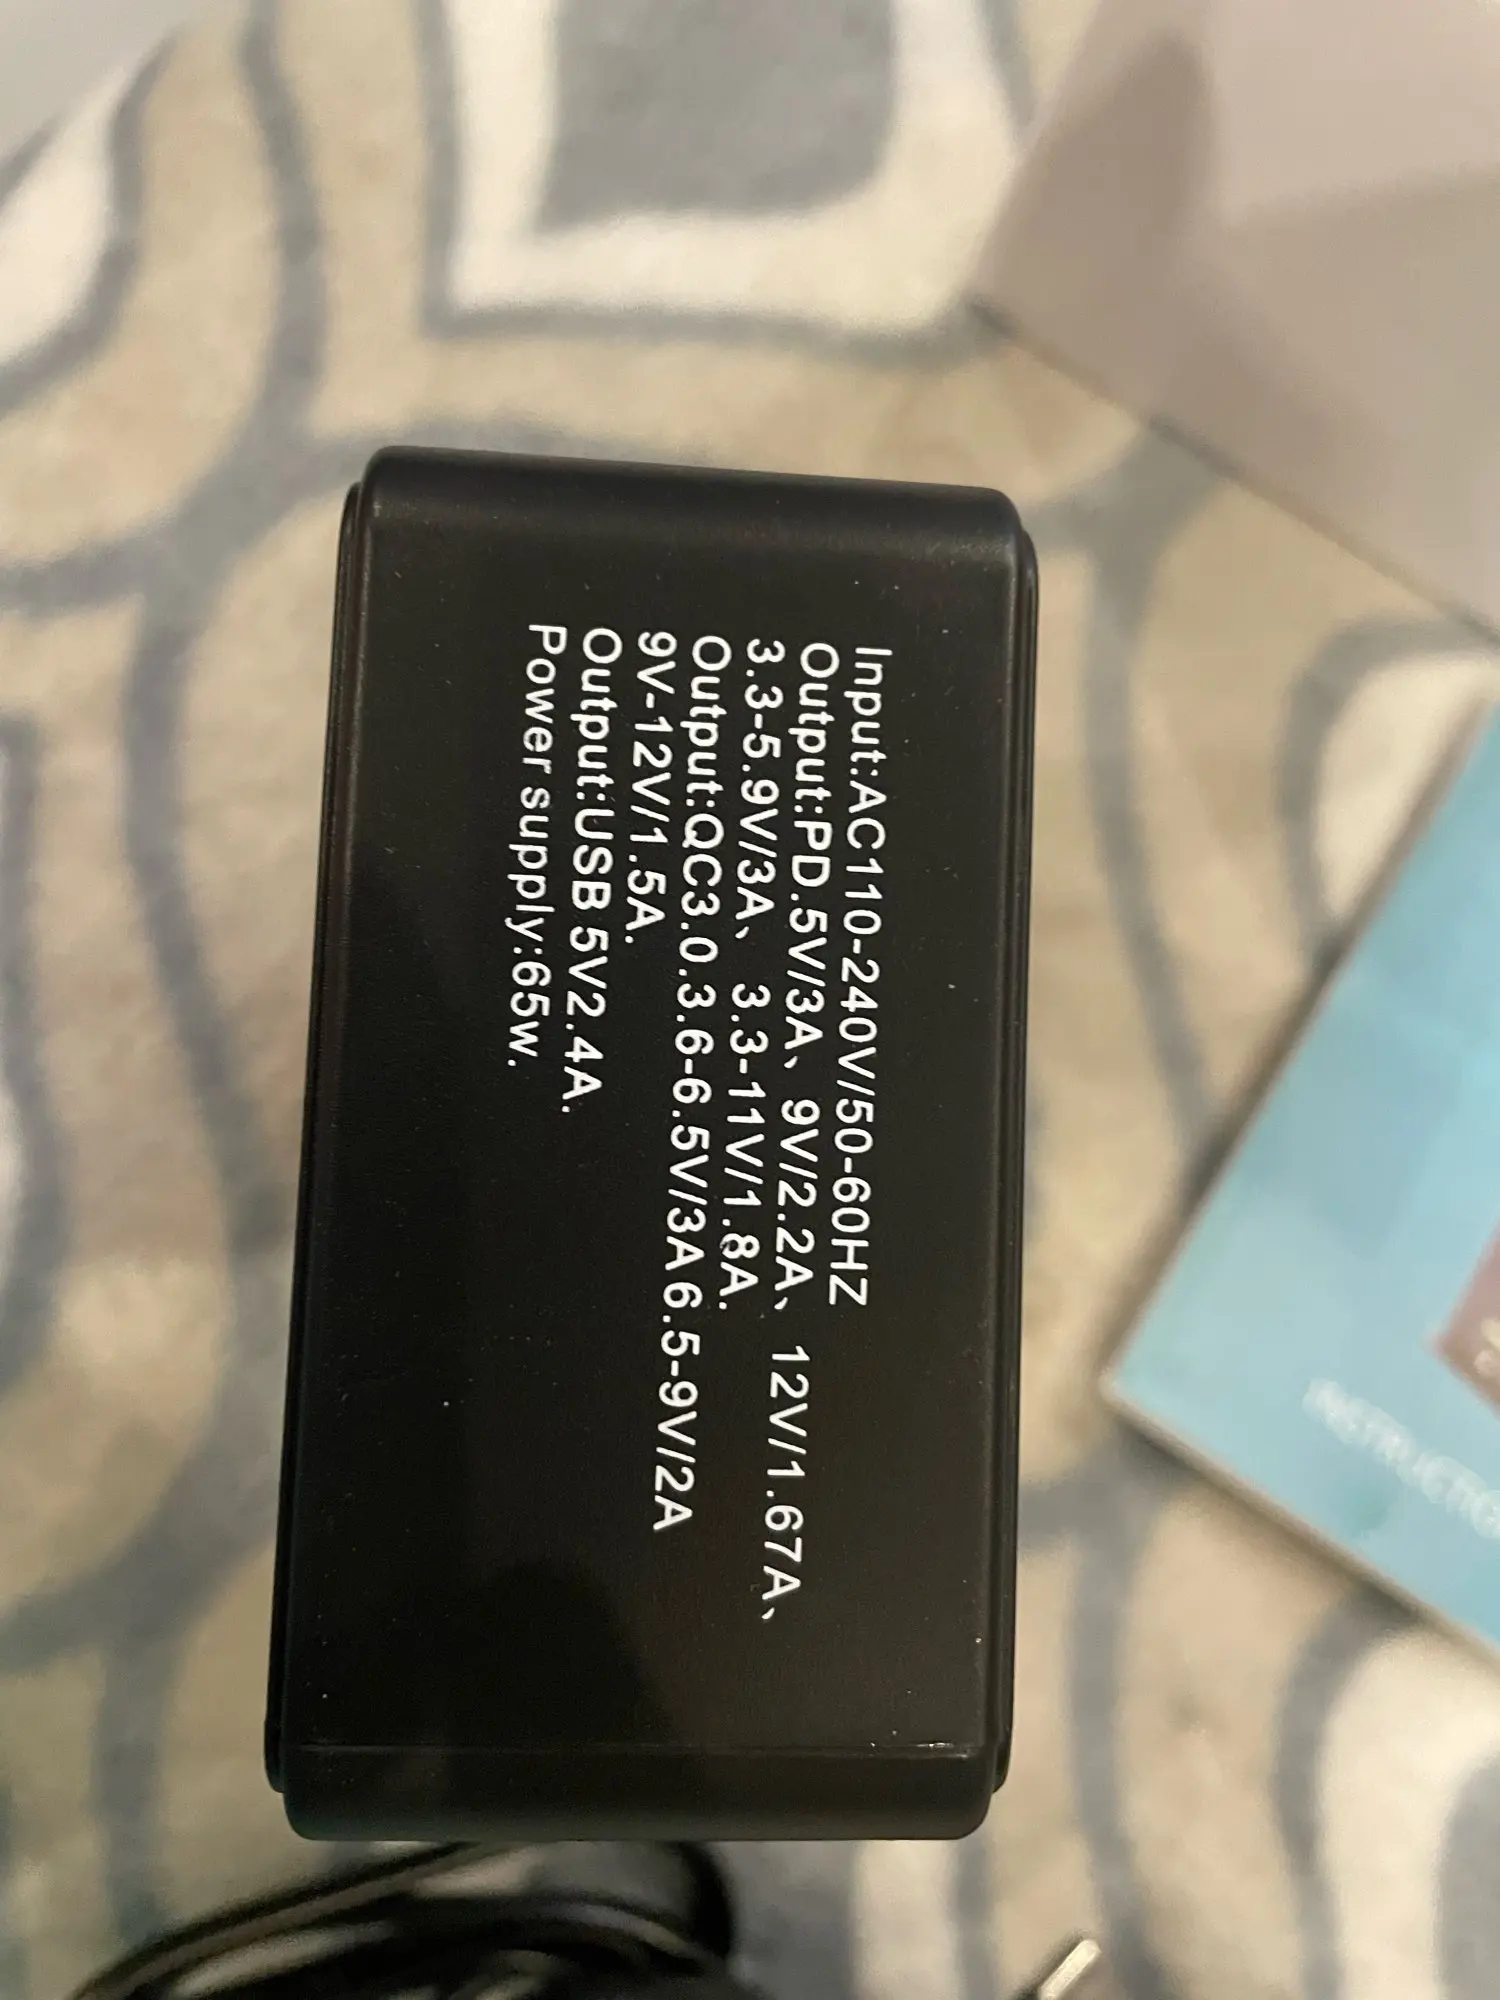 Input:AC110-240V/50-60HZ
Output:PD.5V/3A、9V/2.2A、12V/1.67A、
3.3-5.9V/3A、3.3-11V/1.8A.
Output:QC3.0.3.6-6.5V/3A 6.5-9V/2A
9V-12V/1.5A.
Output:USB 5V2.4A.
Power supply:65w.